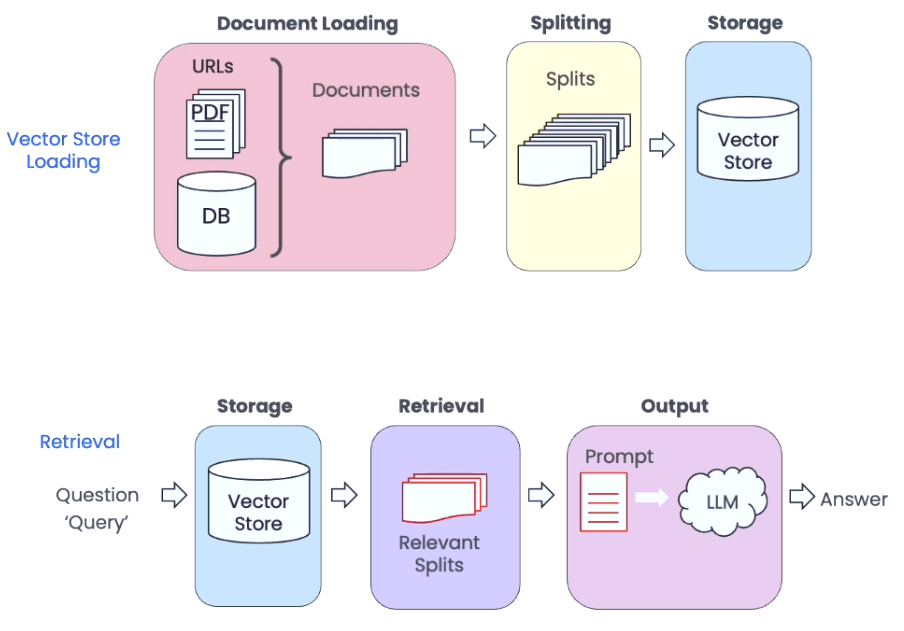 Document Loading
Splitting
Storage
Vector Store
Loading
URLs
PDF
DB
Documents
Splits
Vector
Store
Storage
Retrieval
Output
Retrieval
Question
‘Query’
Vector
Store
Relevant
Splits
Prompt
LLM
Answer